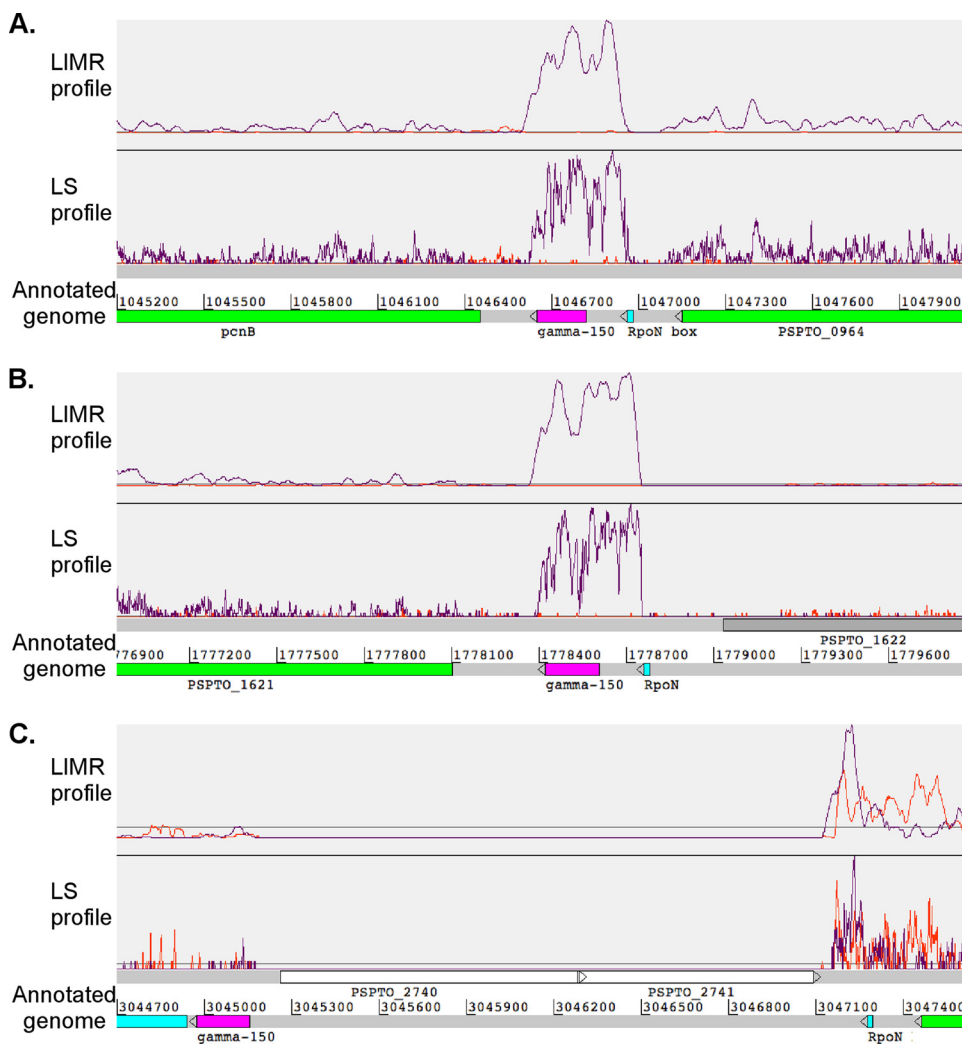 A.
LIMR
profile
LS
profile
Annotated
genome
1045200 1045500 1045800 1046100 1046400 1046700 1047000 1047300 1047600 1047900
pcnB gamma-150 RpoN box PSPTO_0964
B.
LIMR
profile
LS
profile
PSPTO_1622
Annotated
genome
1776900 1777200 1777500 1777800 1778100 1778400 1778700 1779000 1779300 1779600
PSPTO_1621 gamma-150 RpoN
C.
LIMR
profile
LS
profile
PSPTO_2740 PSPTO_2741
Annotated
genome
3044700 3045000 3045300 3045600 3045900 3046200 3046500 3046800 3047100 3047400
gamma-150 RpoN